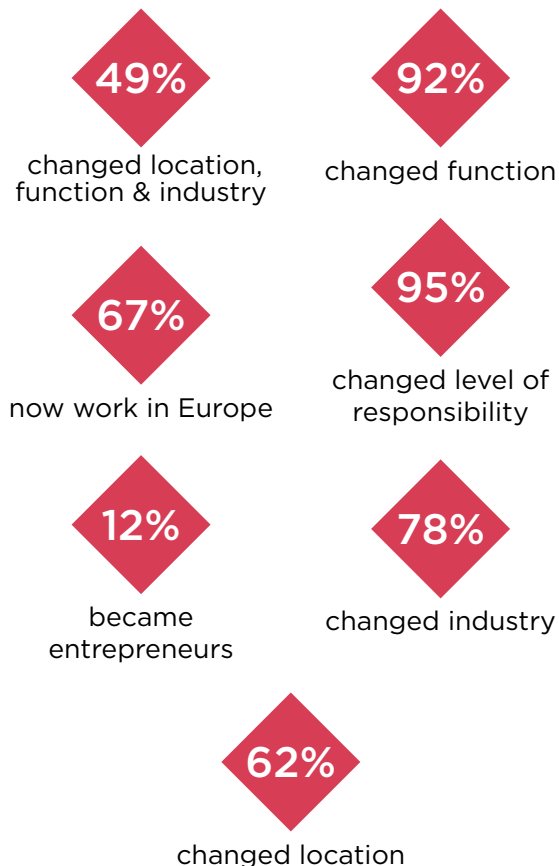 49%
changed location,
function & industry
92%
changed function
67%
now work in Europe
95%
changed level of
responsibility
12%
became
entrepreneurs
78%
changed industry
62%
changed location